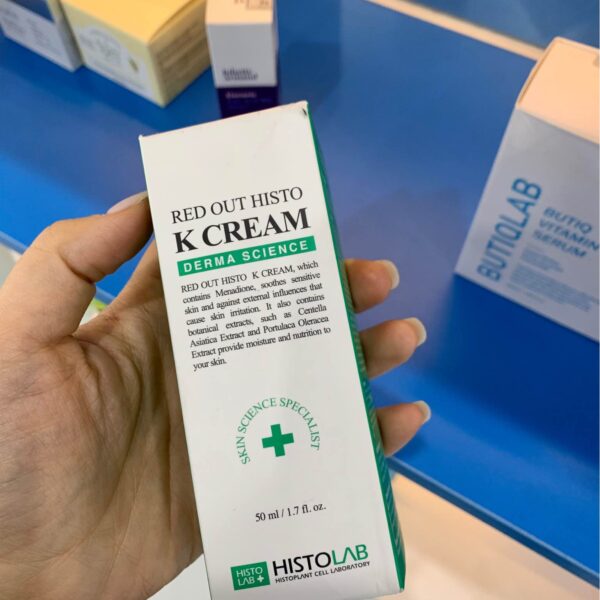 RED OUT HISTO
K CREAM
DERMA SCIENCE
RED OUT HISTO K CREAM, which
contains Menadione, soothes sensitive
skin and against external influences that
cause skin irritation. It also contains
botanical extracts, such as Centella
Asiatica Extract and Portulaca Oleracea
Extract provide moisture and nutrition to
your skin.
SKIN SCIENCE SPECIALIST
50 ml / 1.7 fl. oz.
HISTO
LAB
HISTOLAB
HISTOPLANT CELL LABORATORY
BUTIQLAB
BUTIQ
VITAMIN
SERUM